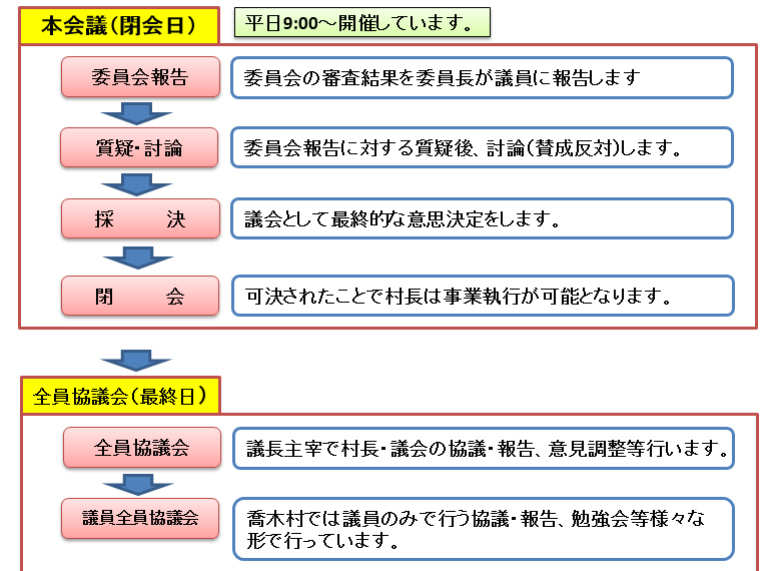 本会議(閉会日)
平日9:00～開催しています。
委員会報告
委員会の審査結果を委員長が議員に報告します
質疑・討論
委員会報告に対する質疑後、討論(賛成反対)します。
採　　決
議会として最終的な意思決定をします。
閉　　会
可決されたことで村長は事業執行が可能となります。
全員協議会(最終日)
全員協議会
議長主宰で村長・議会の協議・報告、意見調整等行います。
議員全員協議会
喬木村では議員のみで行う協議・報告、勉強会等様々な
形で行っています。